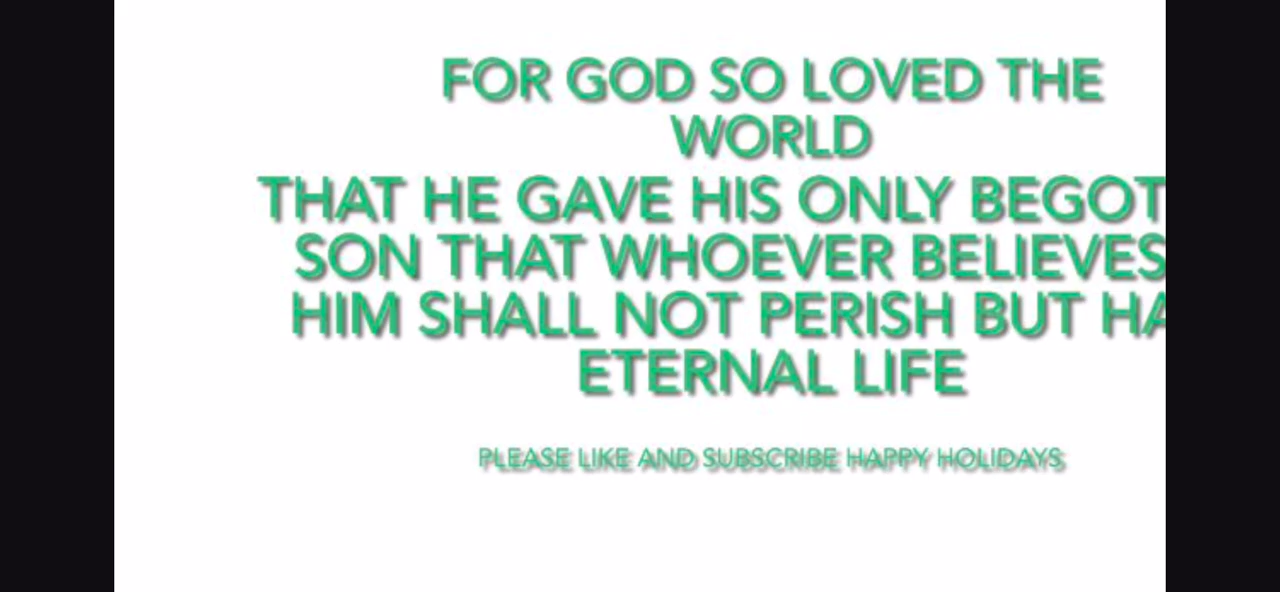 FOR GOD SO LOVED THE
WORLD
THAT HE GAVE HIS ONLY BEGOT
SON THAT WHOEVER BELIEVES
HIM SHALL NOT PERISH BUT HA
ETERNAL LIFE
PLEASE LIKE AND SUBSCRIBE HAPPY HOLIDAYS